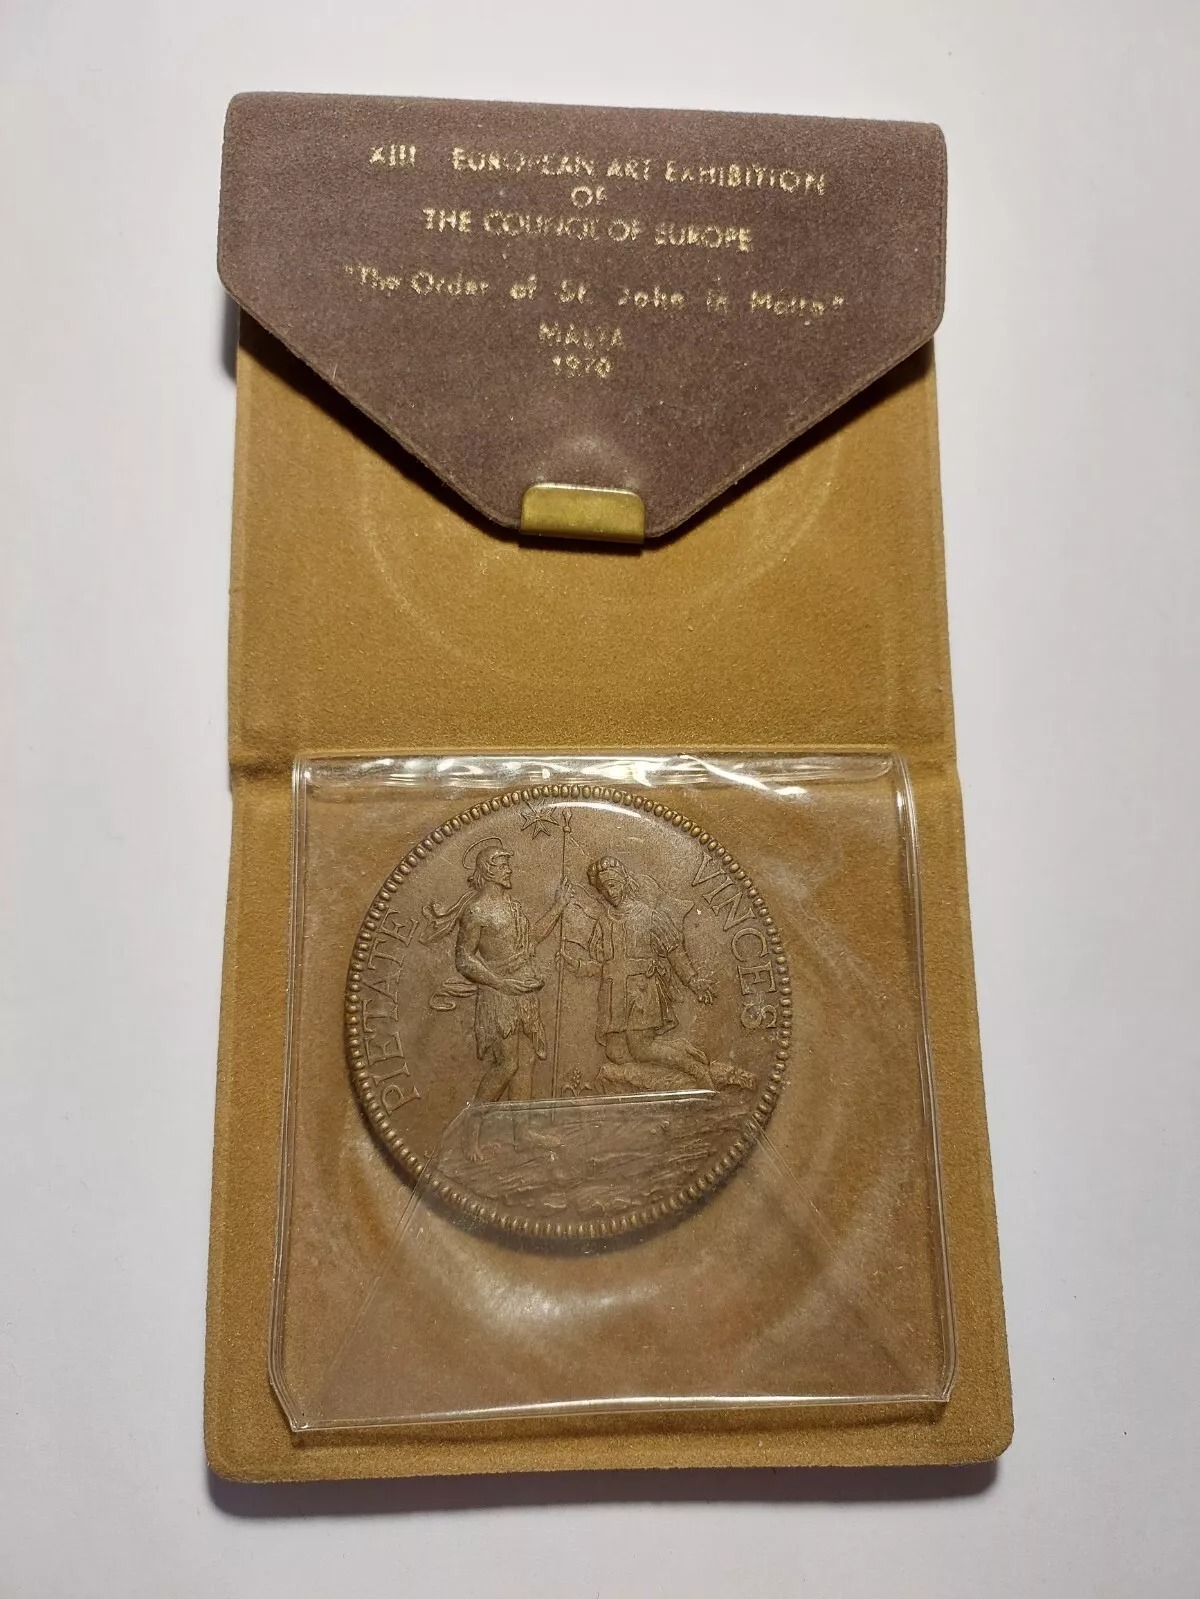 XIII EUROPEAN ART EXHIBITION
OF
THE COUNCIL OF EUROPE
"The Order of St. John in Malta"
MALTA
1970
PIETATE
VINCES